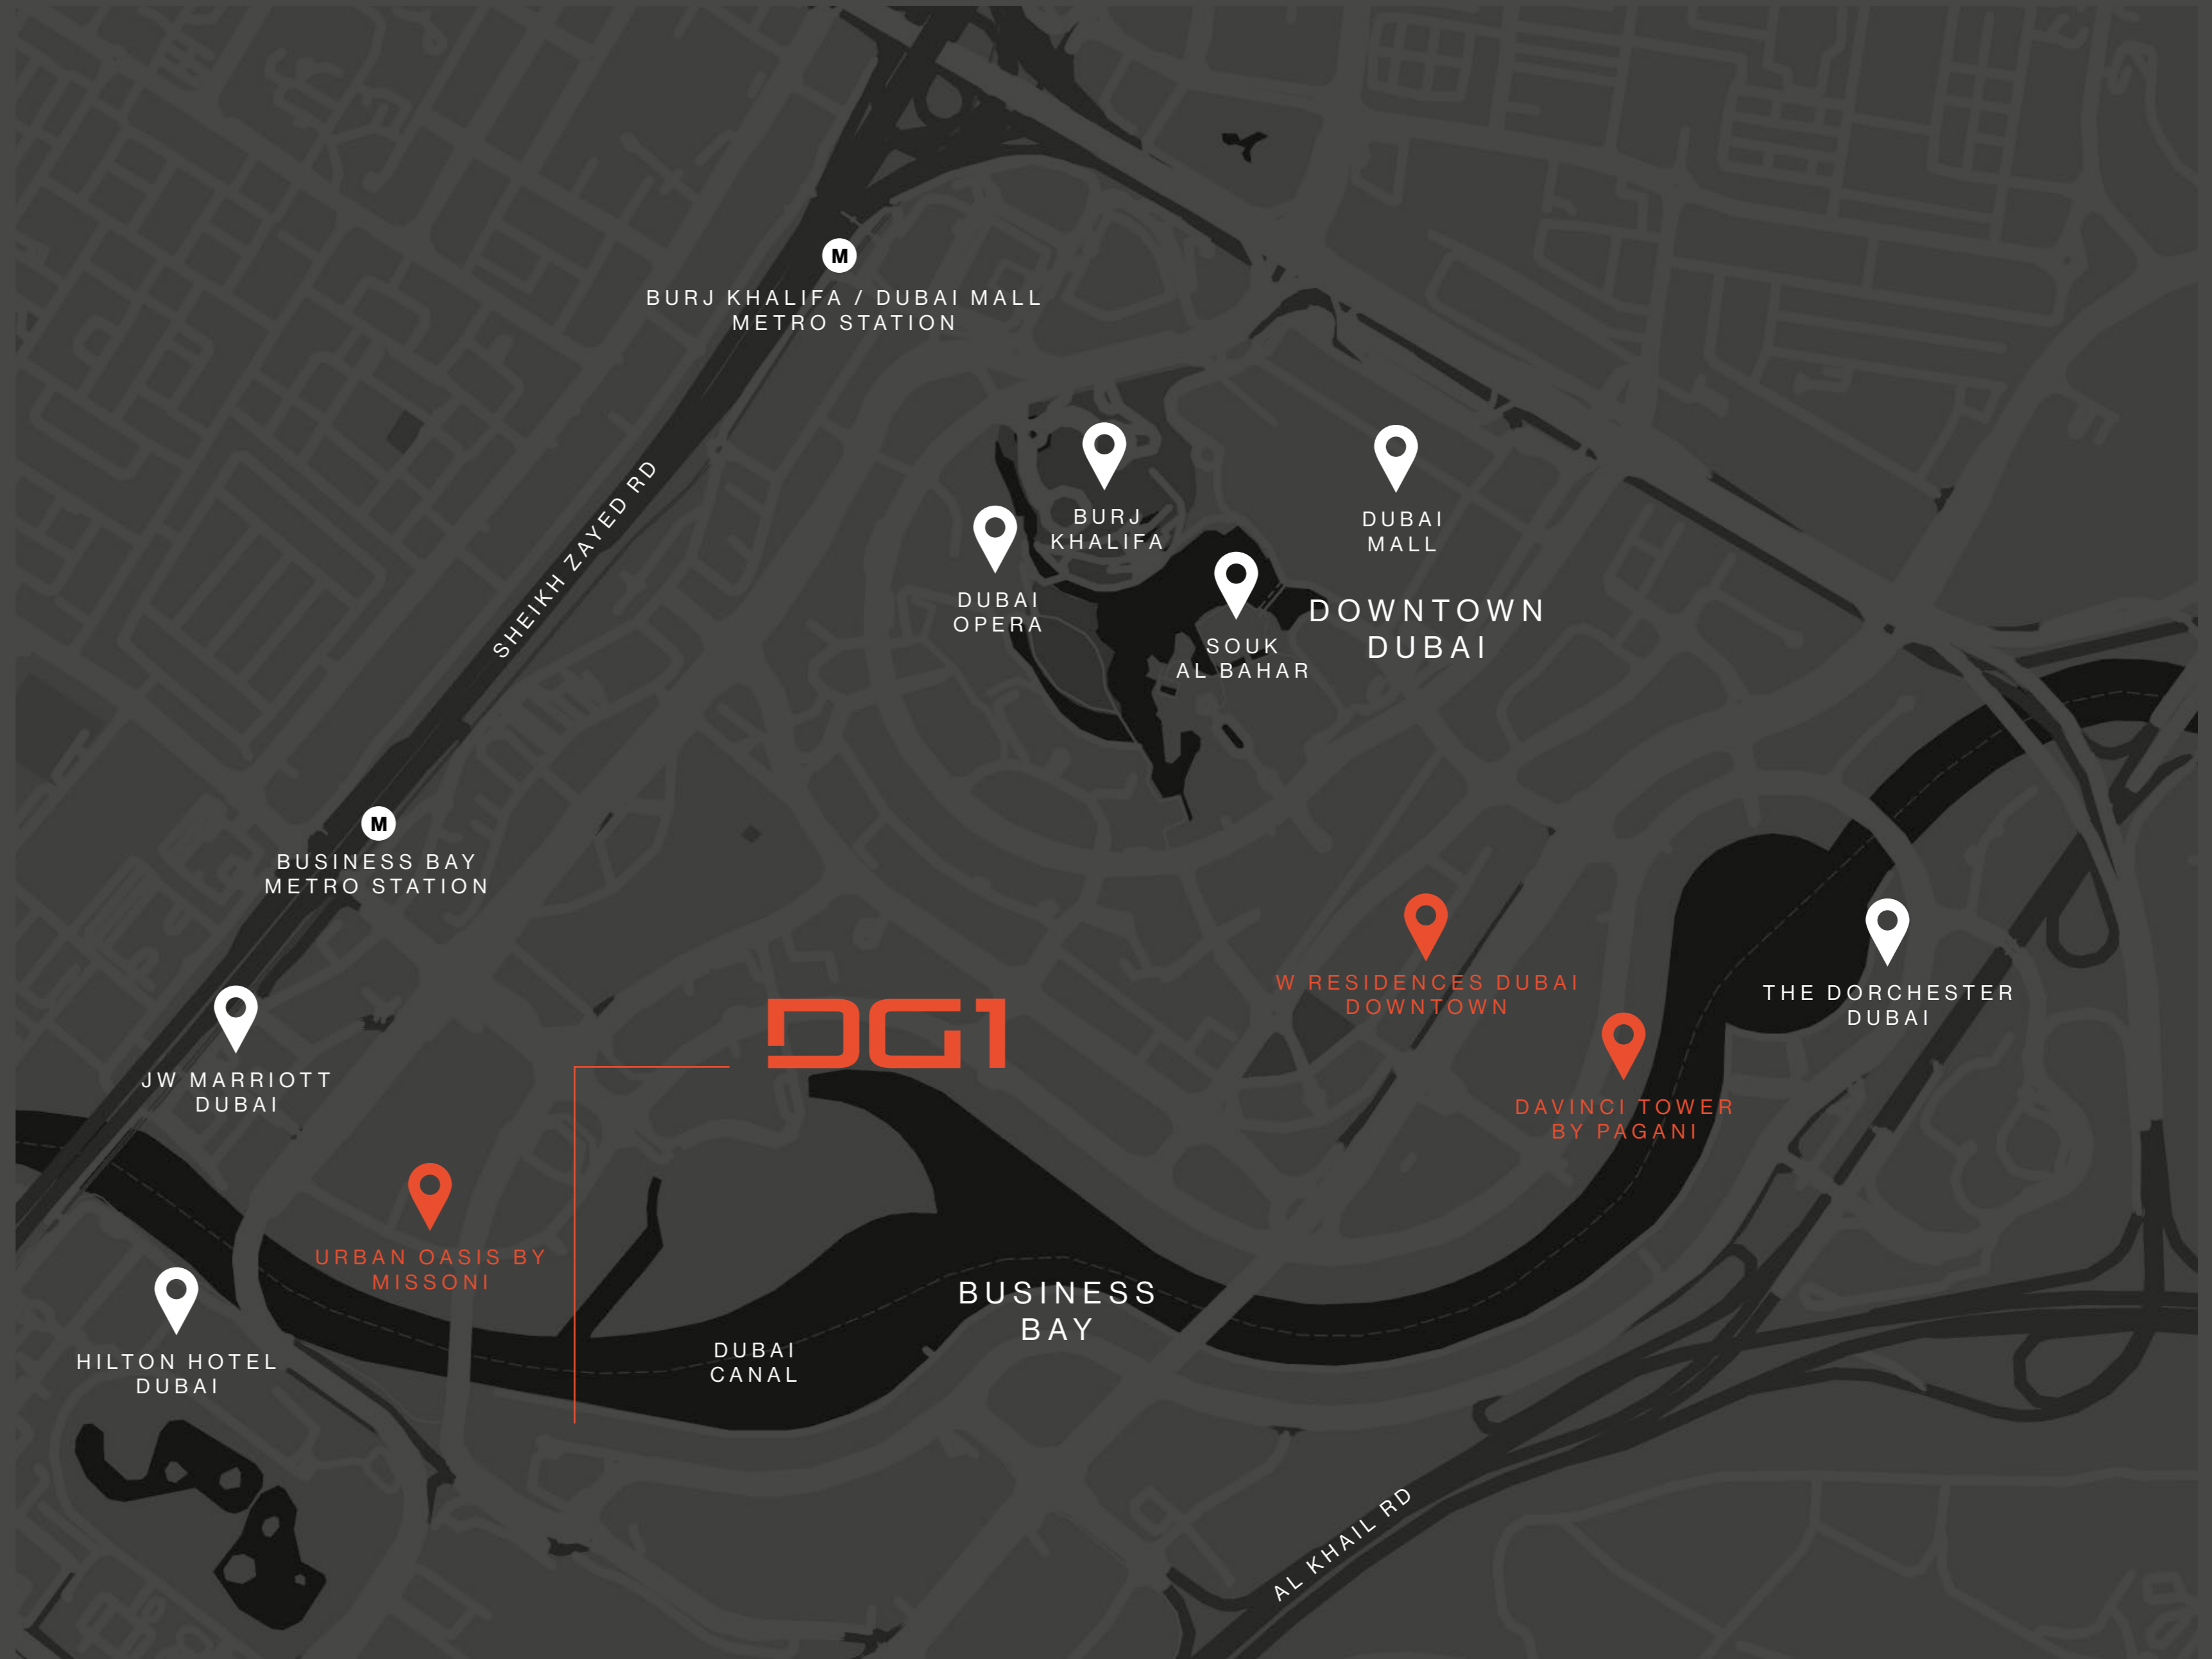 M
BURJ KHALIFA / DUBAI MALL
METRO STATION
SHEIKH ZAYED RD
BURJ
KHALIFA
DUBAI
MALL
DUBAI
OPERA
SOUK
AL BAHAR
DOWNTOWN
DUBAI
M
BUSINESS BAY
METRO STATION
W RESIDENCES DUBAI
DOWNTOWN
THE DORCHESTER
DUBAI
DG1
JW MARRIOTT
DUBAI
DAVINCI TOWER
BY PAGANI
URBAN OASIS BY
MISSONI
BUSINESS
BAY
DUBAI
CANAL
HILTON HOTEL
DUBAI
AL KHAIL RD